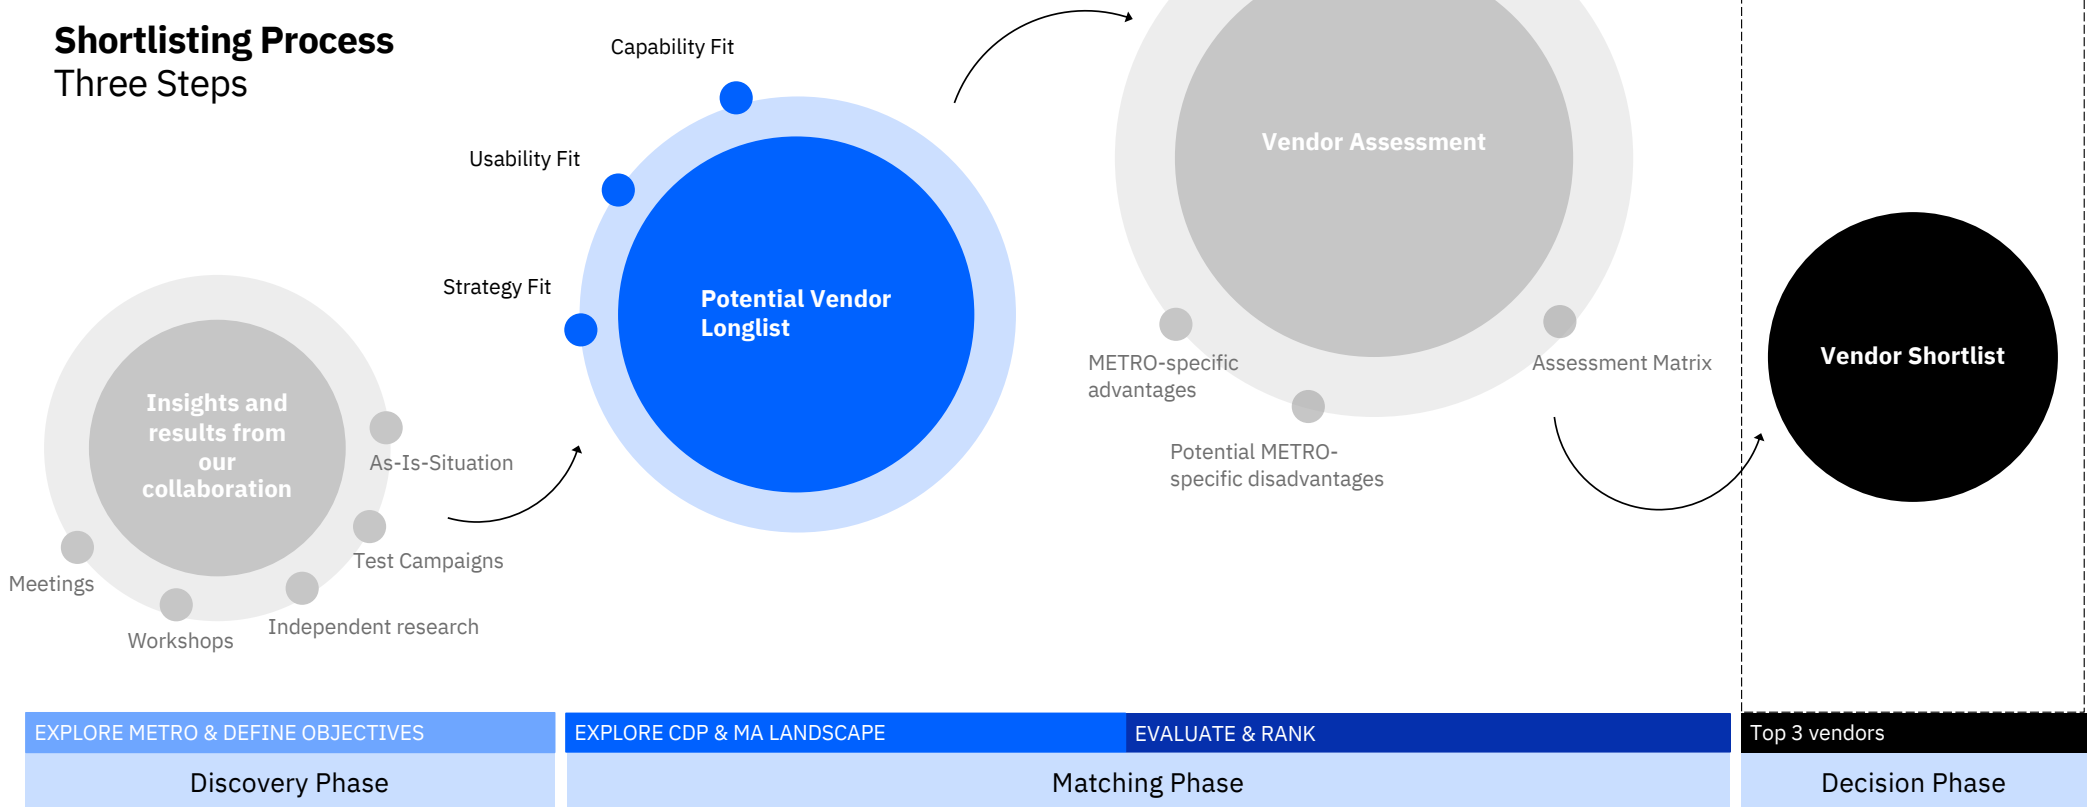 Shortlisting Process
Three Steps
Capability Fit
Usability Fit
Strategy Fit
Potential Vendor
Longlist
Vendor Assessment
METRO-specific
advantages
Potential METRO-
specific disadvantages
Assessment Matrix
Vendor Shortlist
Insights and
results from
our
collaboration
As-Is-Situation
Test Campaigns
Independent research
Workshops
Meetings
EXPLORE METRO & DEFINE OBJECTIVES
EXPLORE CDP & MA LANDSCAPE
EVALUATE & RANK
Top 3 vendors
Discovery Phase
Matching Phase
Decision Phase